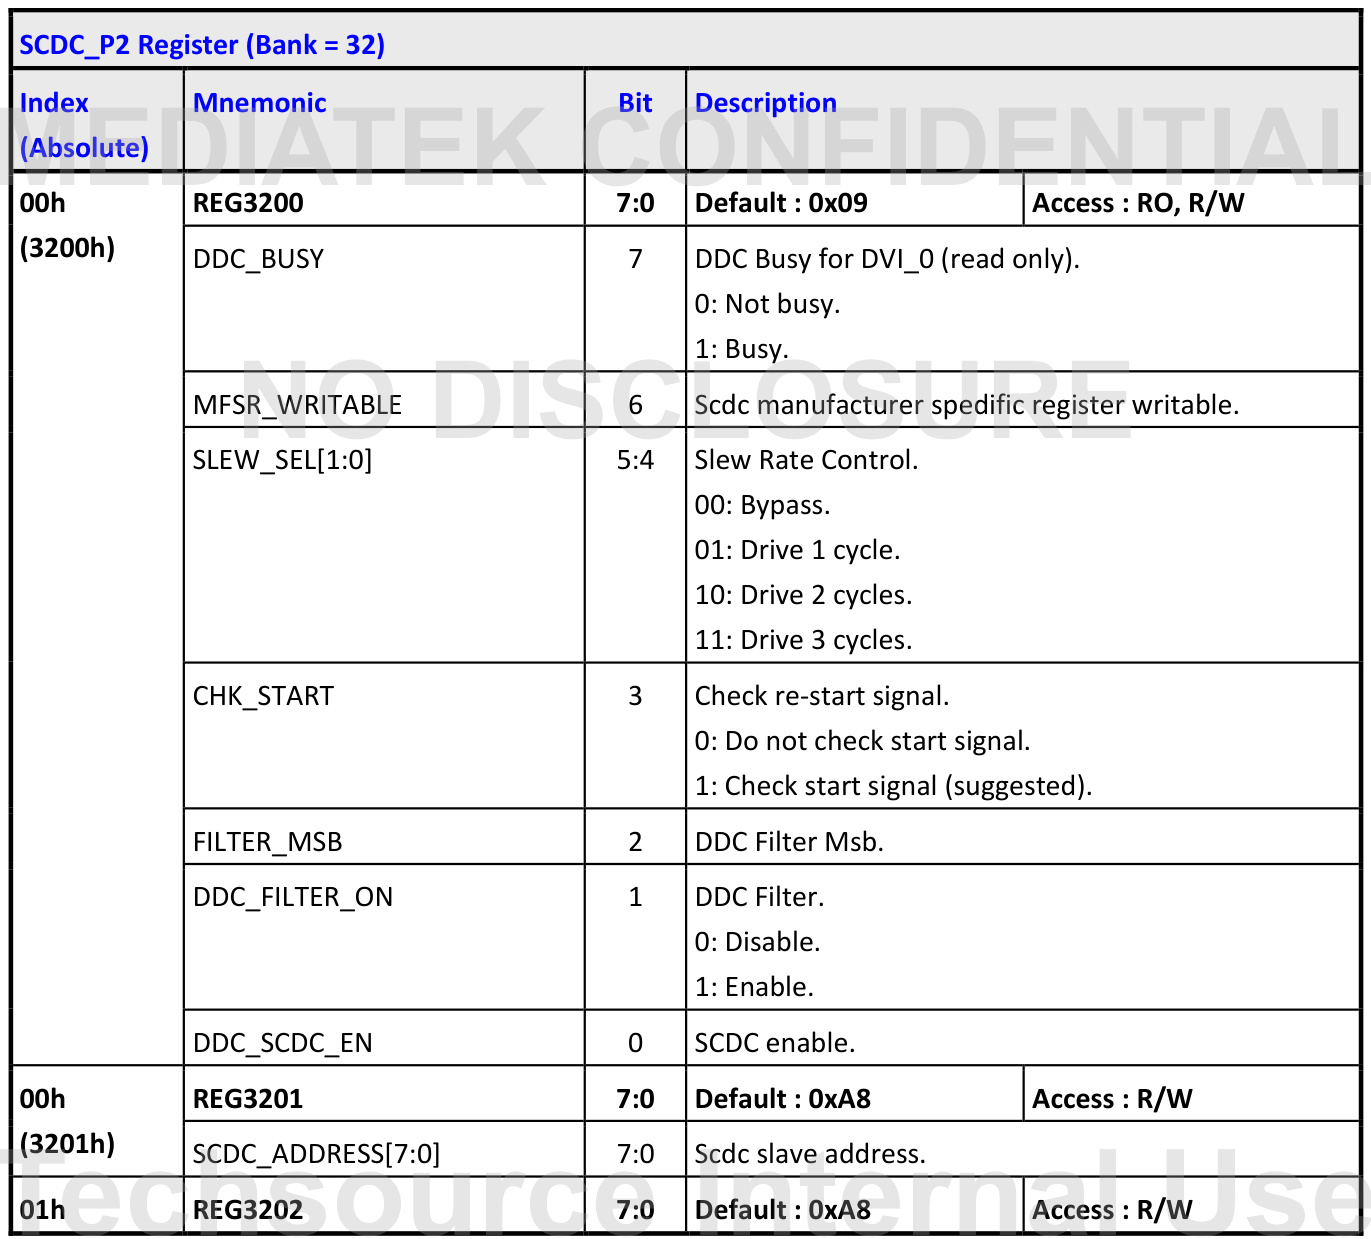 SCDC_P2 Register (Bank = 32)
Index (Absolute) Mnemonic Bit Description
MEDIATEK CONFIDENTIAL
00h (3200h) REG3200 7:0 Default : 0x09 Access : RO, R/W
DDC_BUSY 7 DDC Busy for DVI_0 (read only).
0: Not busy.
1: Busy.
NO DISCLOSURE
MFSR_WRITABLE 6 Scdc manufacturer spedific register writable.
SLEW_SEL[1:0] 5:4 Slew Rate Control.
00: Bypass.
01: Drive 1 cycle.
10: Drive 2 cycles.
11: Drive 3 cycles.
CHK_START 3 Check re-start signal.
0: Do not check start signal.
1: Check start signal (suggested).
FILTER_MSB 2 DDC Filter Msb.
DDC_FILTER_ON 1 DDC Filter.
0: Disable.
1: Enable.
DDC_SCDC_EN 0 SCDC enable.
00h (3201h) REG3201 7:0 Default : 0xA8 Access : R/W
SCDC_ADDRESS[7:0] 7:0 Scdc slave address.
Techsource Internal Use
01h REG3202 7:0 Default : 0xA8 Access : R/W